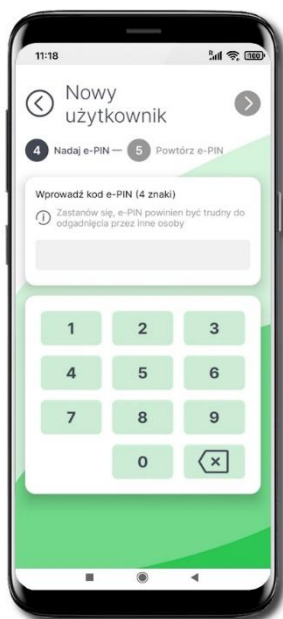 11:18
Nowy
użytkownik
4 Nadaj e-PIN — 5 Powtórz e-PIN
Wprowadź kod e-PIN (4 znaki)
Zastanów się, e-PIN powinien być trudny do
odgadnięcia przez inne osoby
1 2 3
4 5 6
7 8 9
0